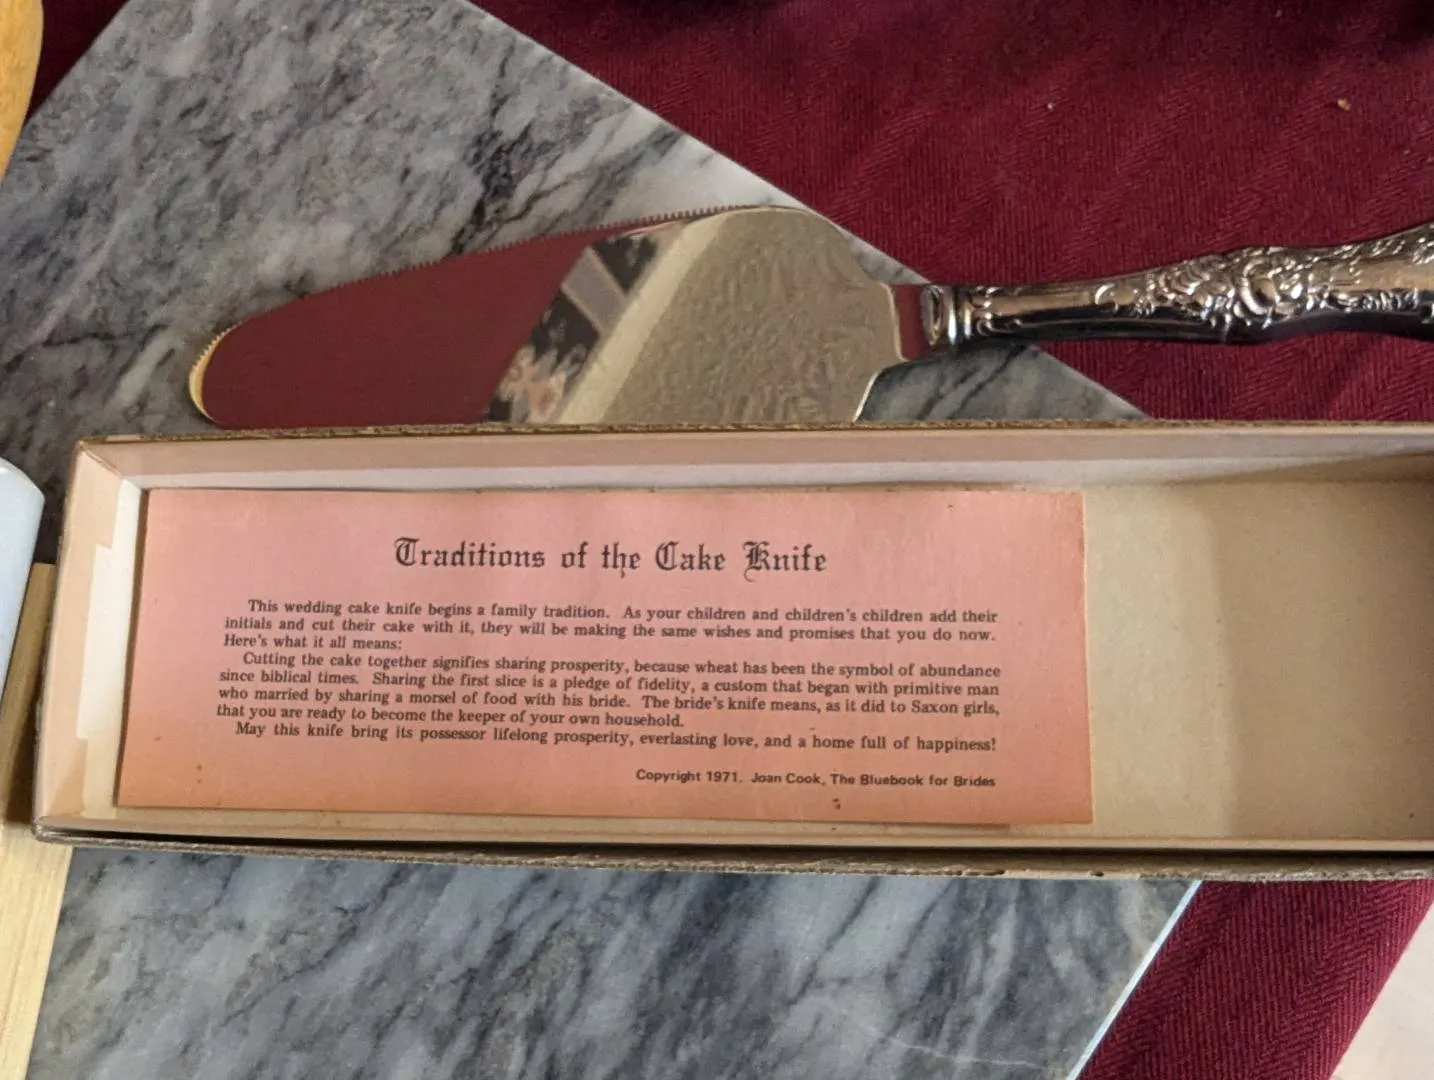 Traditions of the Cake Knife
This wedding cake knife begins a family tradition. As your children and children's children add their
initials and cut their cake with it, they will be making the same wishes and promises that you do now.
Here's what it all means:
Cutting the cake together signifies sharing prosperity, because wheat has been the symbol of abundance
since biblical times. Sharing the first slice is a pledge of fidelity, a custom that began with primitive man
who married by sharing a morsel of food with his bride. The bride's knife means, as it did to Saxon girls,
that you are ready to become the keeper of your own household.
May this knife bring its possessor lifelong prosperity, everlasting love, and a home full of happiness!
Copyright 1971. Joan Cook, The Bluebook for Brides